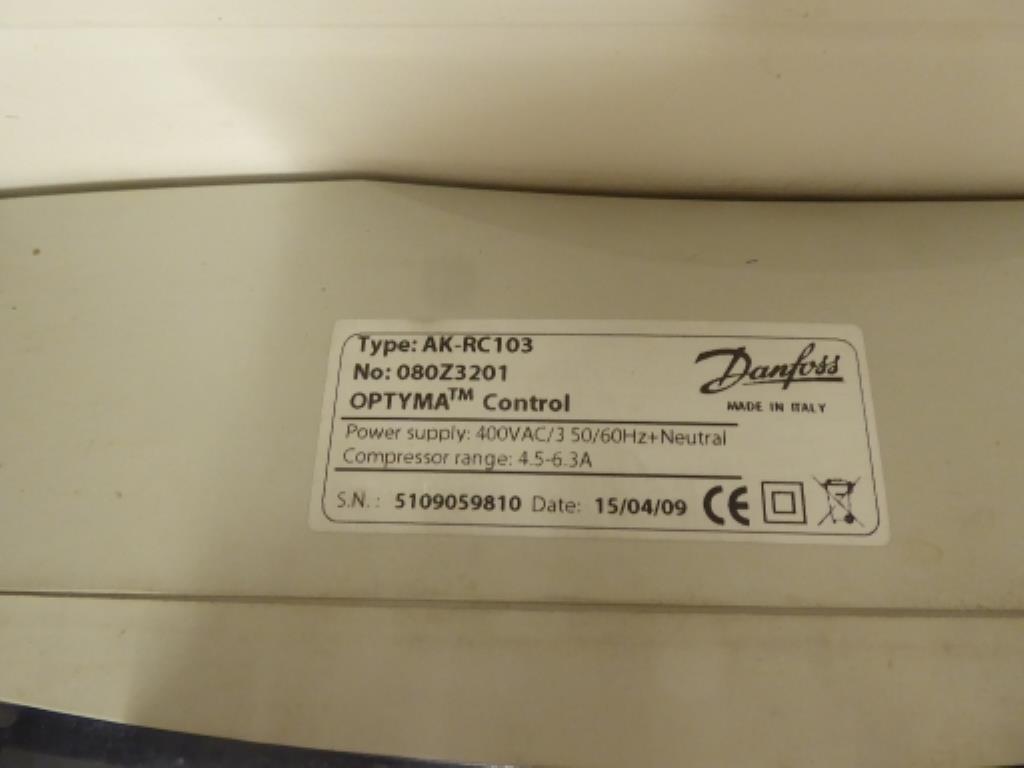 Type: AK-RC103
No: 080Z3201
OPTYMA™ Control
Danfoss
MADE IN ITALY
Power supply: 400VAC/3 50/60Hz+Neutral
Compressor range: 4.5-6.3A
S.N. : 5109059810 Date: 15/04/09 CE